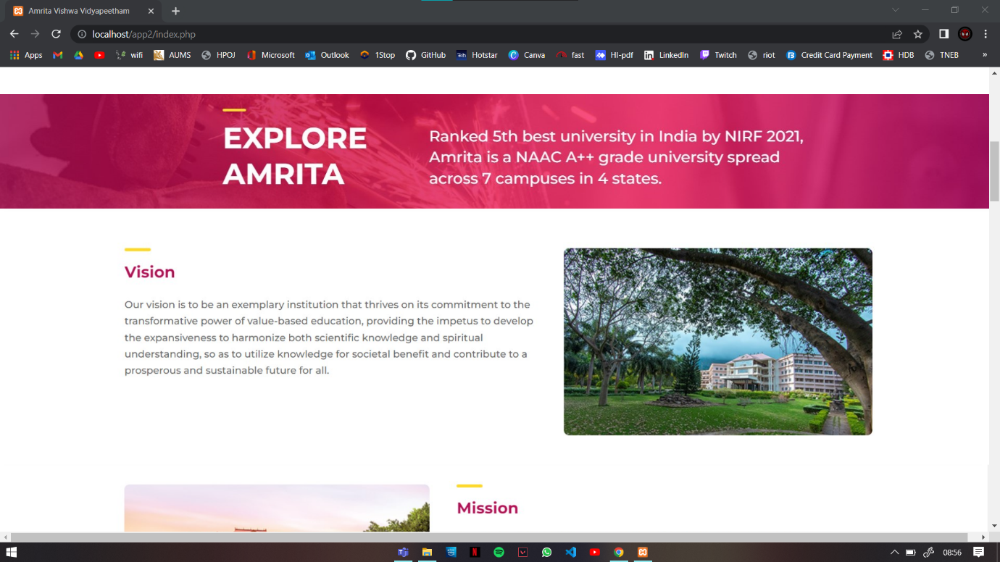 Amrita Vishwa Vidyapeetham
localhost/app2/index.php
Apps
wifi
AUMS
HPOJ
Microsoft
Outlook
1Stop
GitHub
Hotstar
Canva
fast
HI-pdf
LinkedIn
Twitch
riot
Credit Card Payment
HDB
TNEB
»
EXPLORE
AMRITA
Ranked 5th best university in India by NIRF 2021,
Amrita is a NAAC A++ grade university spread
across 7 campuses in 4 states.
Vision
Our vision is to be an exemplary institution that thrives on its commitment to the
transformative power of value-based education, providing the impetus to develop
the expansiveness to harmonize both scientific knowledge and spiritual
understanding, so as to utilize knowledge for societal benefit and contribute to a
prosperous and sustainable future for all.
Mission
08:56